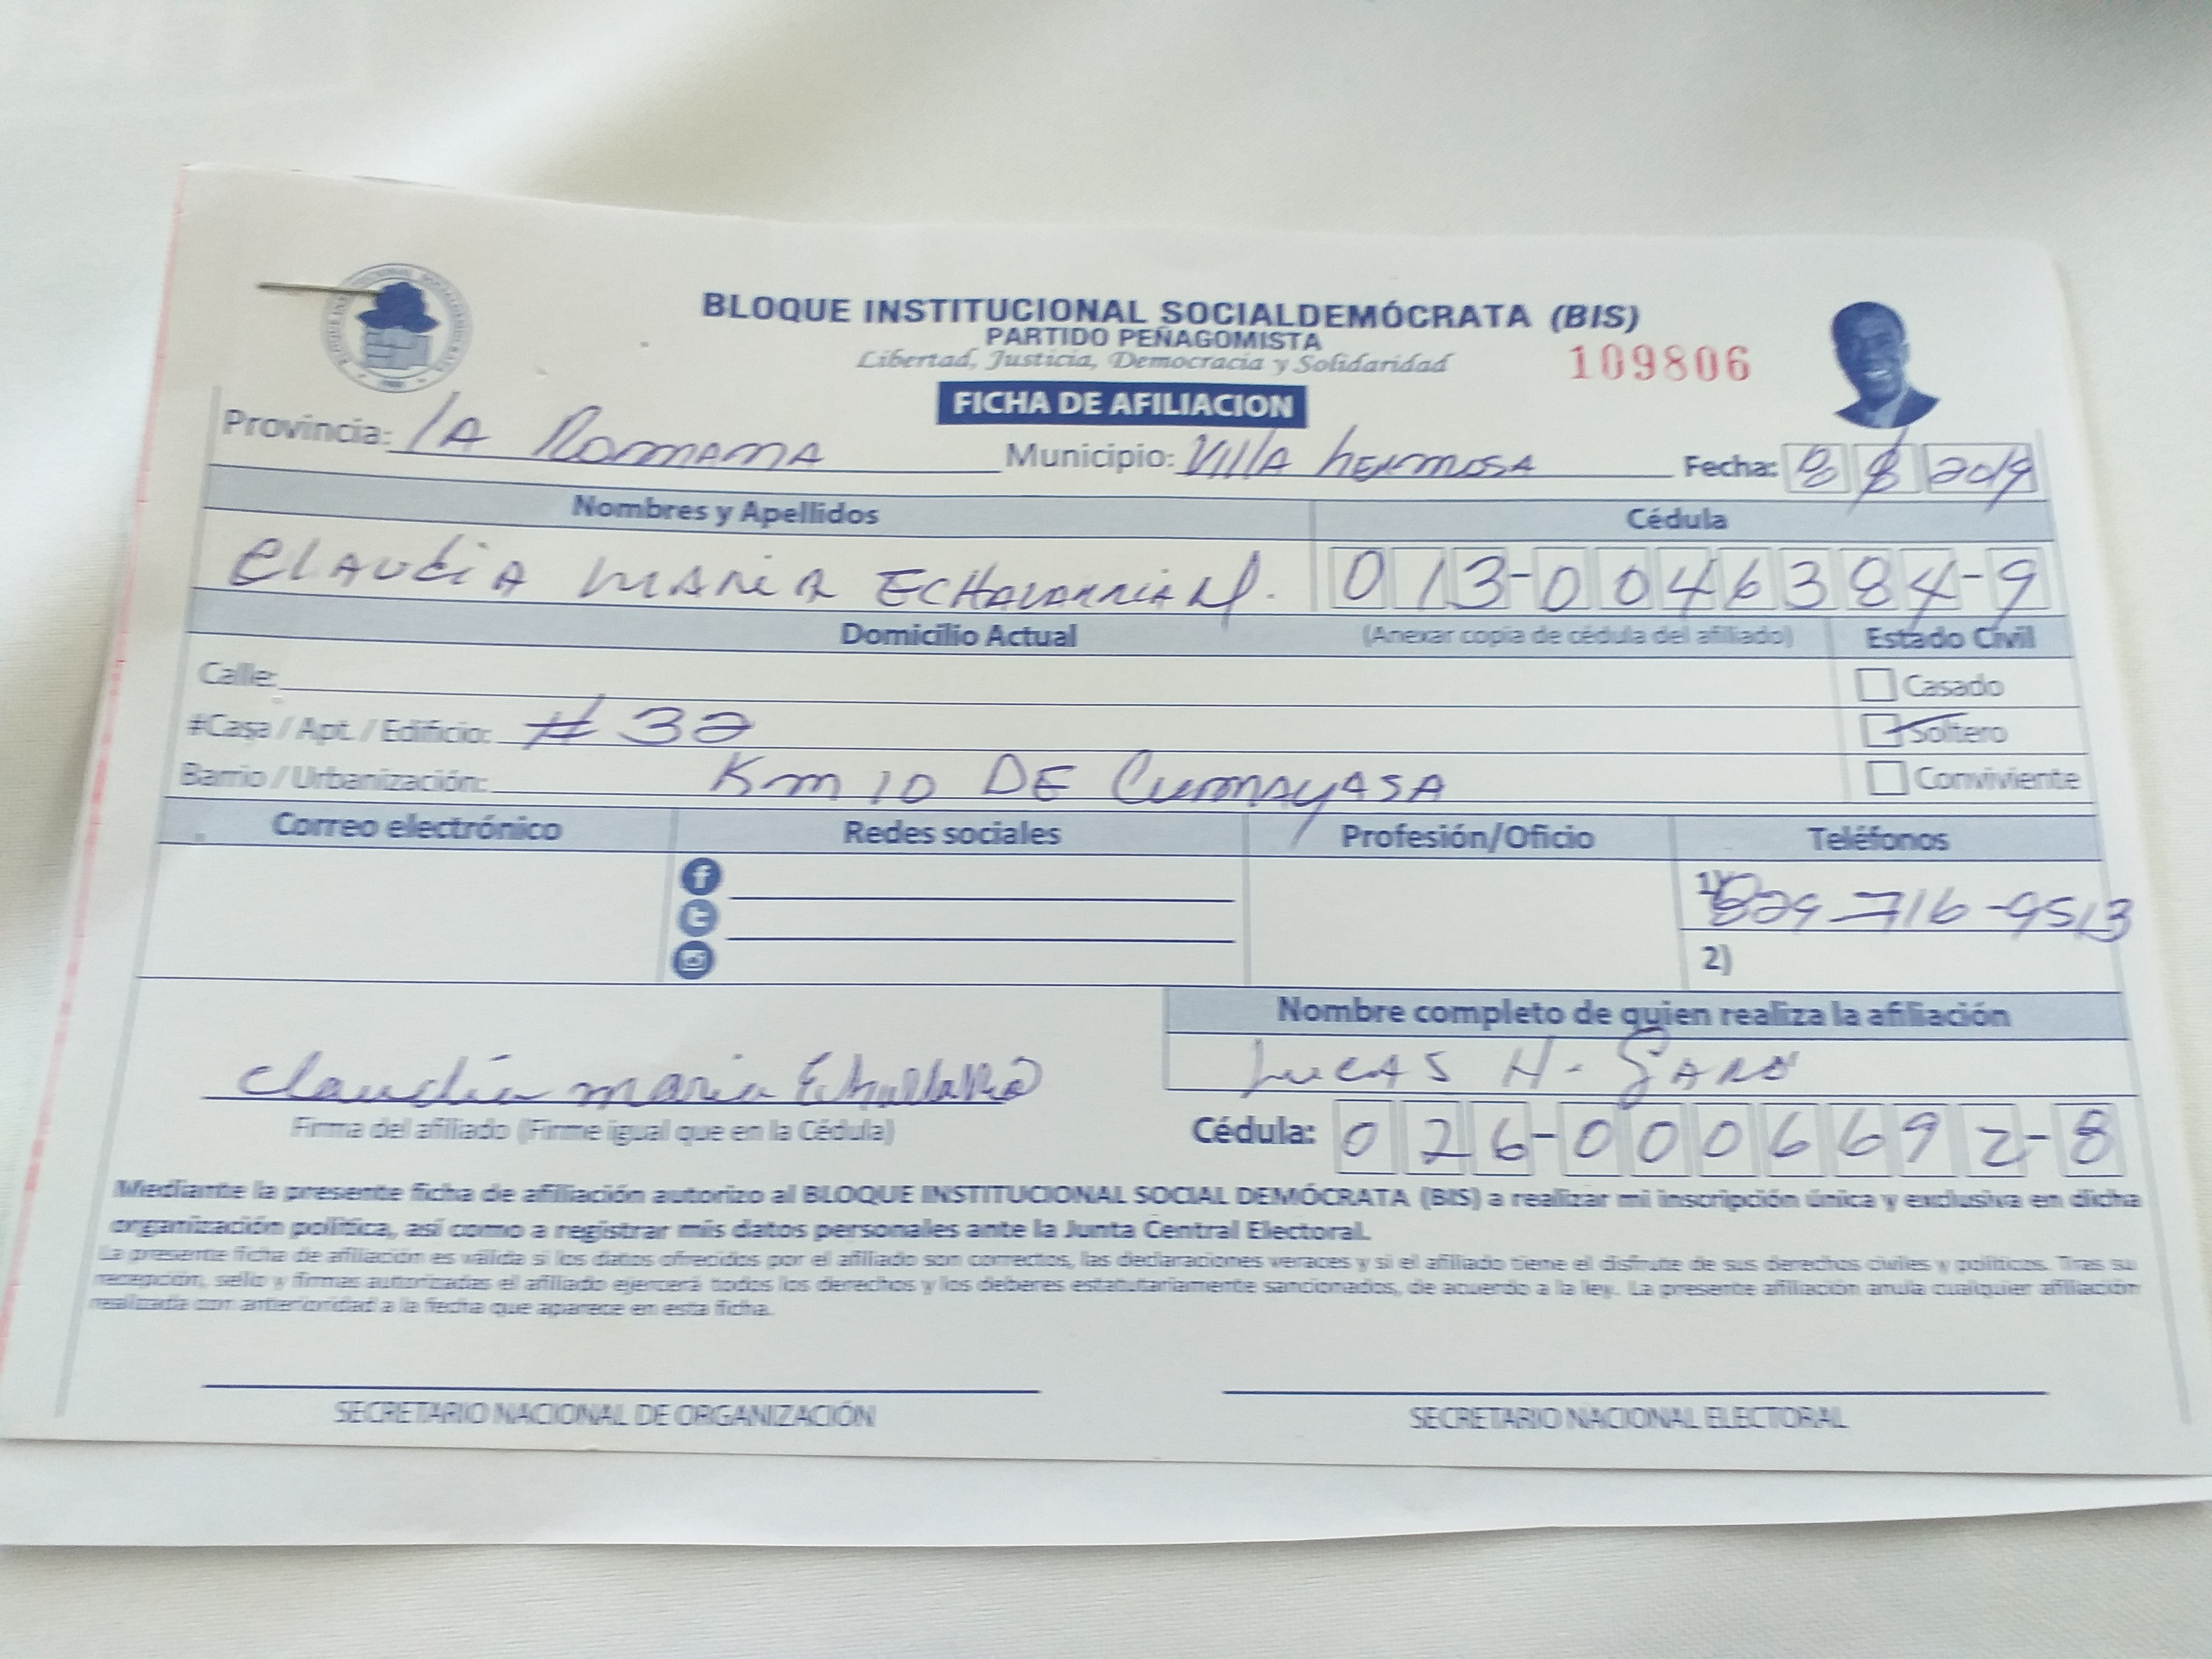 BLOQUE INSTITUCIONAL SOCIALDEMÓCRATA (BIS)
PARTIDO PEÑAGOMISTA
Libertad, Justicia, Democracia y Solidaridad
109806
FICHA DE AFILIACION
Provincia: LA Romana Municipio: Villa hermosa Fecha: 8 8 2019
Nombres y Apellidos Cédula
CLAUdiA MARIA ECHAVARRIA 013-0046384-9
Domicilio Actual (Anexar copia de cédula del afiliado) Estado Civil
Calle: Casado
#Casa / Apt. / Edificio: #32 Soltero
Barrio / Urbanización: Km 10 DE Cumayasa Conviviente
Correo electrónico Redes sociales Profesión/Oficio Teléfonos
1) 829-716-9513
2)
Nombre completo de quien realiza la afiliación
Claudia maria LUCAS H.
Firma del afiliado (Firme igual que en la Cédula) Cédula: 026-0006692-8
Mediante la presente ficha de afiliación autorizo al BLOQUE INSTITUCIONAL SOCIAL DEMÓCRATA (BIS) a realizar mi inscripción única y exclusiva en dicha
organización política, así como a registrar mis datos personales ante la Junta Central Electoral.
La presente ficha de afiliación es válida si los datos ofrecidos por el afiliado son correctos, las declaraciones veraces y si el afiliado tiene el disfrute de sus derechos civiles y políticos. Tras su
recepción, sello y firmas autorizadas el afiliado ejercerá todos los derechos y los deberes estatutariamente sancionados, de acuerdo a la ley. La presente afiliación anula cualquier afiliación
realizada con anterioridad a la fecha que aparece en esta ficha.
SECRETARIO NACIONAL DE ORGANIZACIÓN SECRETARIO NACIONAL ELECTORAL